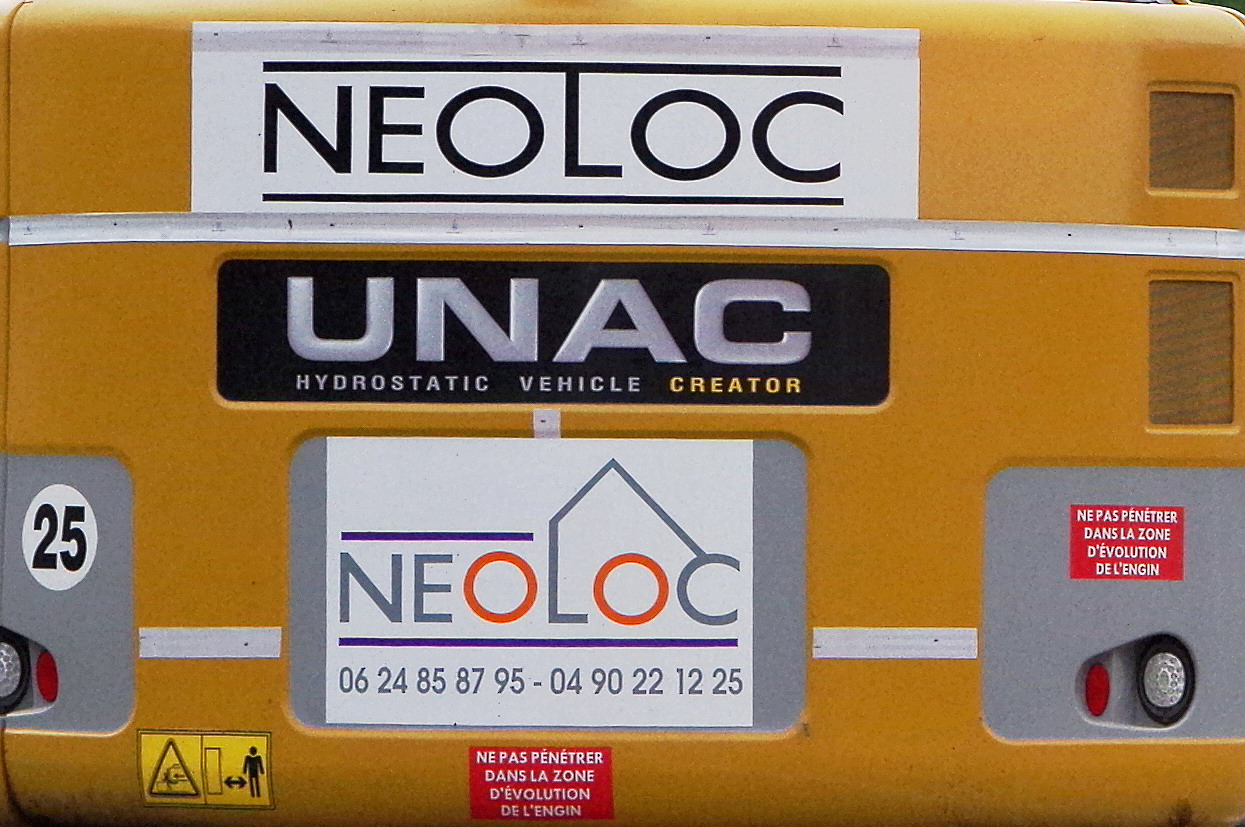 NEOLOC
UNAC
HYDROSTATIC VEHICLE CREATOR
25
NEOLOC
06 24 85 87 95 - 04 90 22 12 25
NE PAS PÉNÉTRER
DANS LA ZONE
D'ÉVOLUTION
DE L'ENGIN
NE PAS PÉNÉTRER
DANS LA ZONE
D'ÉVOLUTION
DE L'ENGIN